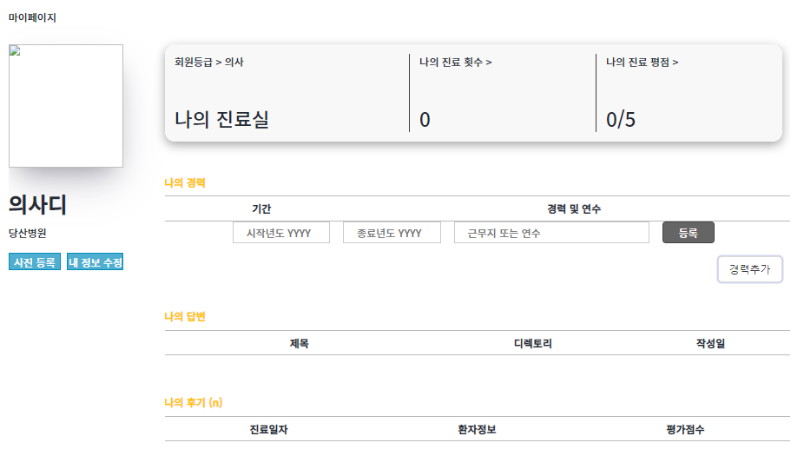 마이페이지
회원등급 > 의사
나의 진료 횟수 >
나의 진료 평점 >
나의 진료실
0
0/5
의사디
당산병원
사진 등록
내 정보 수정
나의 경력
기간
경력 및 연수
시작년도 YYYY
종료년도 YYYY
근무지 또는 연수
등록
경력추가
나의 답변
제목
디렉토리
작성일
나의 후기 (n)
진료일자
환자정보
평가점수